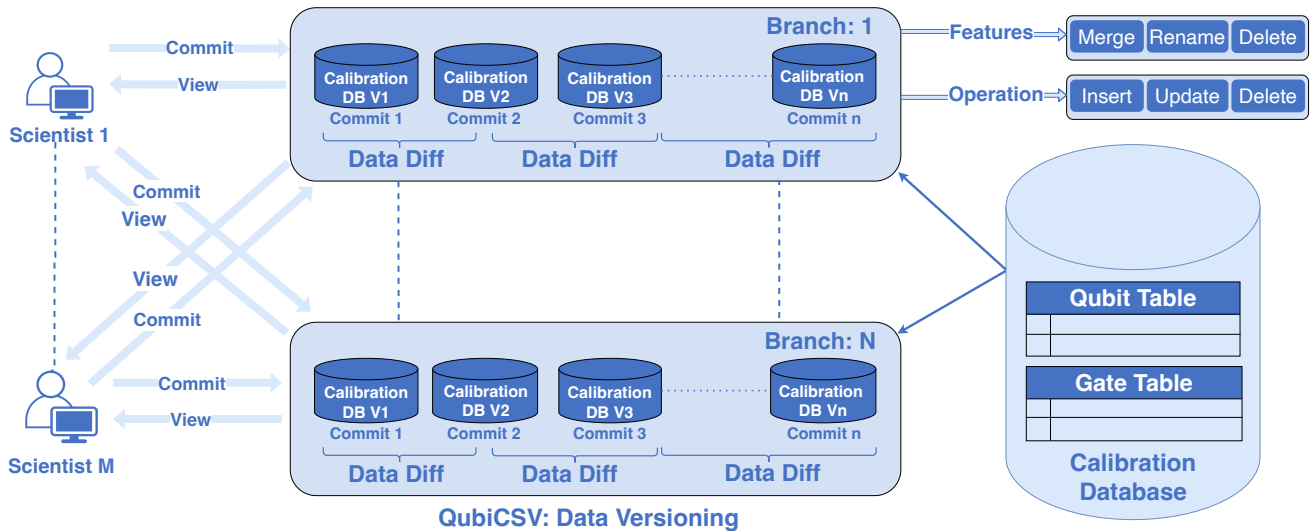 Branch: 1
Commit
View
Scientist 1
Calibration
DB V1
Commit 1
Calibration
DB V2
Commit 2
Calibration
DB V3
Commit 3
Calibration
DB Vn
Commit n
Data Diff
Data Diff
Data Diff
Features
Merge
Rename
Delete
Operation
Insert
Update
Delete
Commit
View
View
Commit
Qubit Table
Gate Table
Calibration
Database
Branch: N
Commit
View
Scientist M
Calibration
DB V1
Commit 1
Calibration
DB V2
Commit 2
Calibration
DB V3
Commit 3
Calibration
DB Vn
Commit n
Data Diff
Data Diff
Data Diff
QubiCSV: Data Versioning